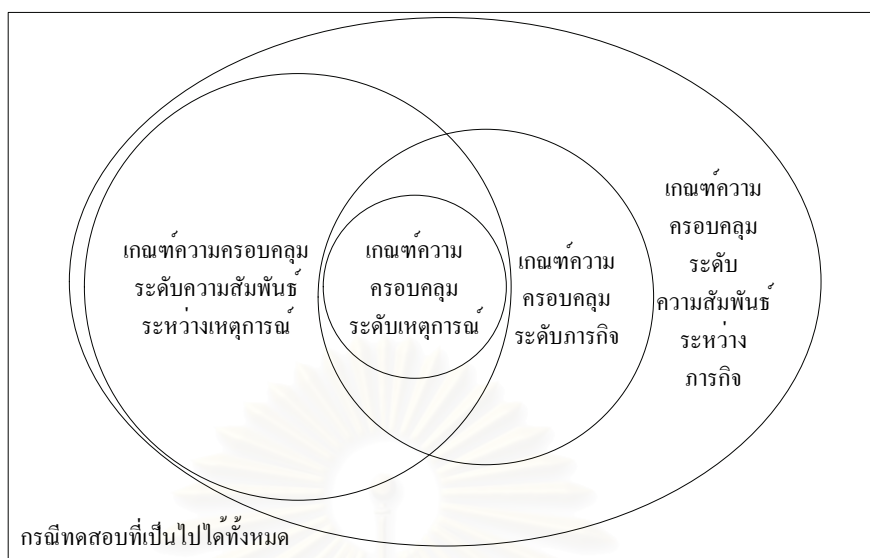 เกณฑ์ความครอบคลุม
ระดับความสัมพันธ์
ระหว่างเหตุการณ์
เกณฑ์ความ
ครอบคลุม
ระดับเหตุการณ์
เกณฑ์ความ
ครอบคลุม
ระดับภารกิจ
เกณฑ์ความ
ครอบคลุม
ระดับ
ความสัมพันธ์
ระหว่าง
ภารกิจ
กรณีทดสอบที่เป็นไปได้ทั้งหมด